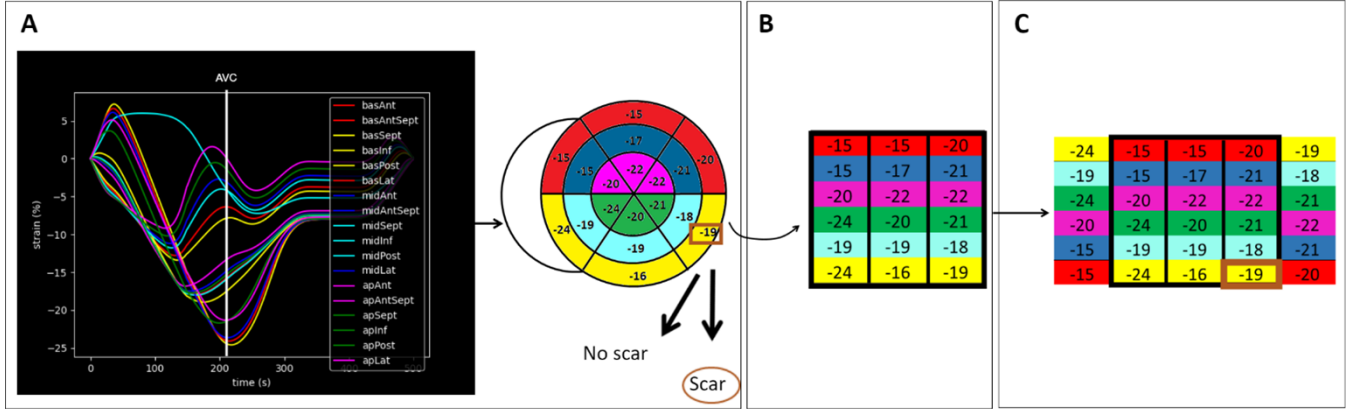 A
AVC
5
0
-5
-10
-15
-20
-25
strain (%)
0 100 200 300 400 500
time (s)
basAnt
basAntSept
basSept
basInf
basPost
basLat
midAnt
midAntSept
midSept
midInf
midPost
midLat
apAnt
apAntSept
apSept
apInf
apPost
apLat
-15
-17
-15 -15 -22 -21 -20
-20 -22
-24 -21
-24 -19 -20 -18 -19
-19
-16
No scar
Scar
B
-15 -15 -20
-15 -17 -21
-20 -22 -22
-24 -20 -21
-19 -19 -18
-24 -16 -19
C
-24 -15 -15 -20 -19
-19 -15 -17 -21 -18
-24 -20 -22 -22 -21
-20 -24 -20 -21 -22
-15 -19 -19 -18 -21
-15 -24 -16 -19 -20